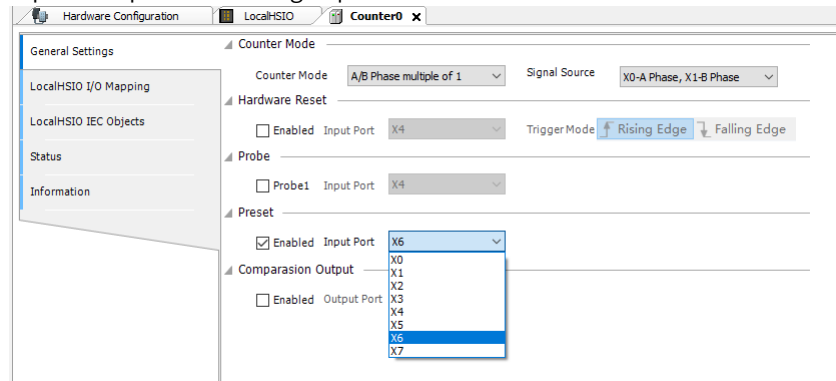 Hardware Configuration LocalHSIO Counter0 x
General Settings
LocalHSIO I/O Mapping
LocalHSIO IEC Objects
Status
Information
Counter Mode
Counter Mode A/B Phase multiple of 1 Signal Source X0-A Phase, X1-B Phase
Hardware Reset
Enabled Input Port X4 Trigger Mode Rising Edge Falling Edge
Probe
Probe1 Input Port X4
Preset
Enabled Input Port X6
X0
X1
X2
X3
X4
X5
X6
X7
Comparasion Output
Enabled Output Port